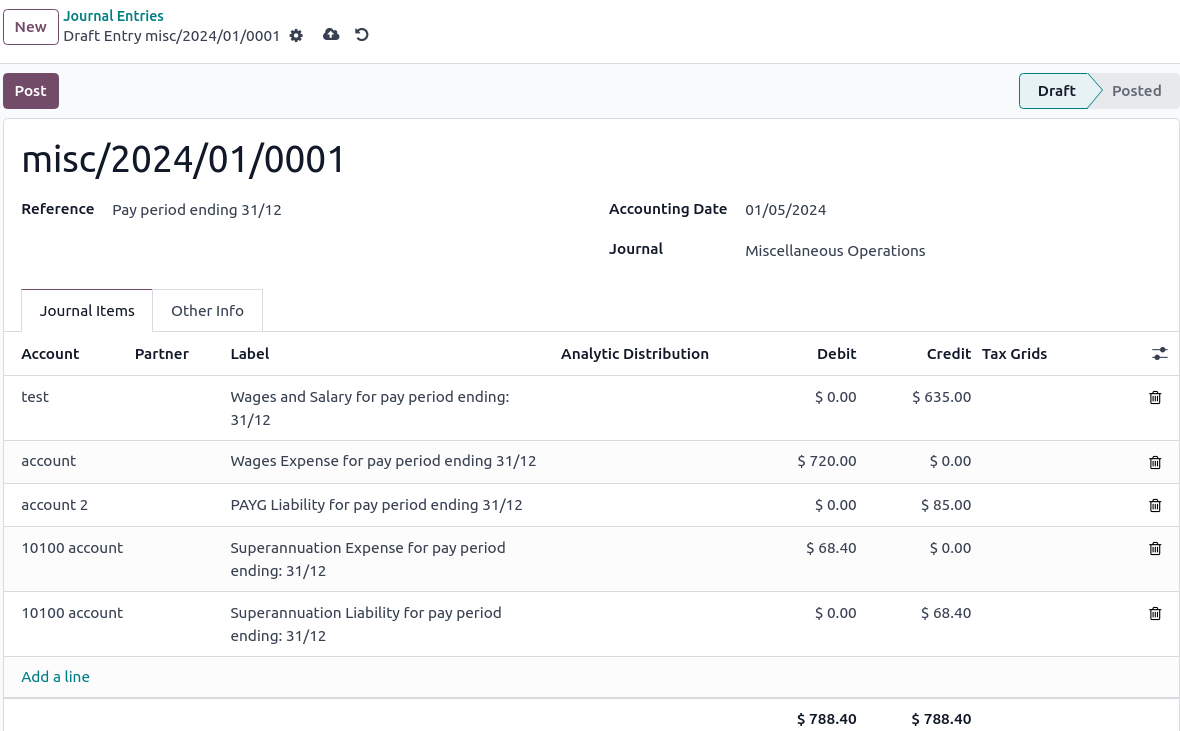 New
Journal Entries
Draft Entry misc/2024/01/0001
Post
Draft
Posted
misc/2024/01/0001
Reference Pay period ending 31/12
Accounting Date 01/05/2024
Journal Miscellaneous Operations
Journal Items
Other Info
Account Partner Label Analytic Distribution Debit Credit Tax Grids
test Wages and Salary for pay period ending: $ 0.00 $ 635.00
31/12
account Wages Expense for pay period ending 31/12 $ 720.00 $ 0.00
account 2 PAYG Liability for pay period ending 31/12 $ 0.00 $ 85.00
10100 account Superannuation Expense for pay period $ 68.40 $ 0.00
ending: 31/12
10100 account Superannuation Liability for pay period $ 0.00 $ 68.40
ending: 31/12
Add a line
$ 788.40 $ 788.40